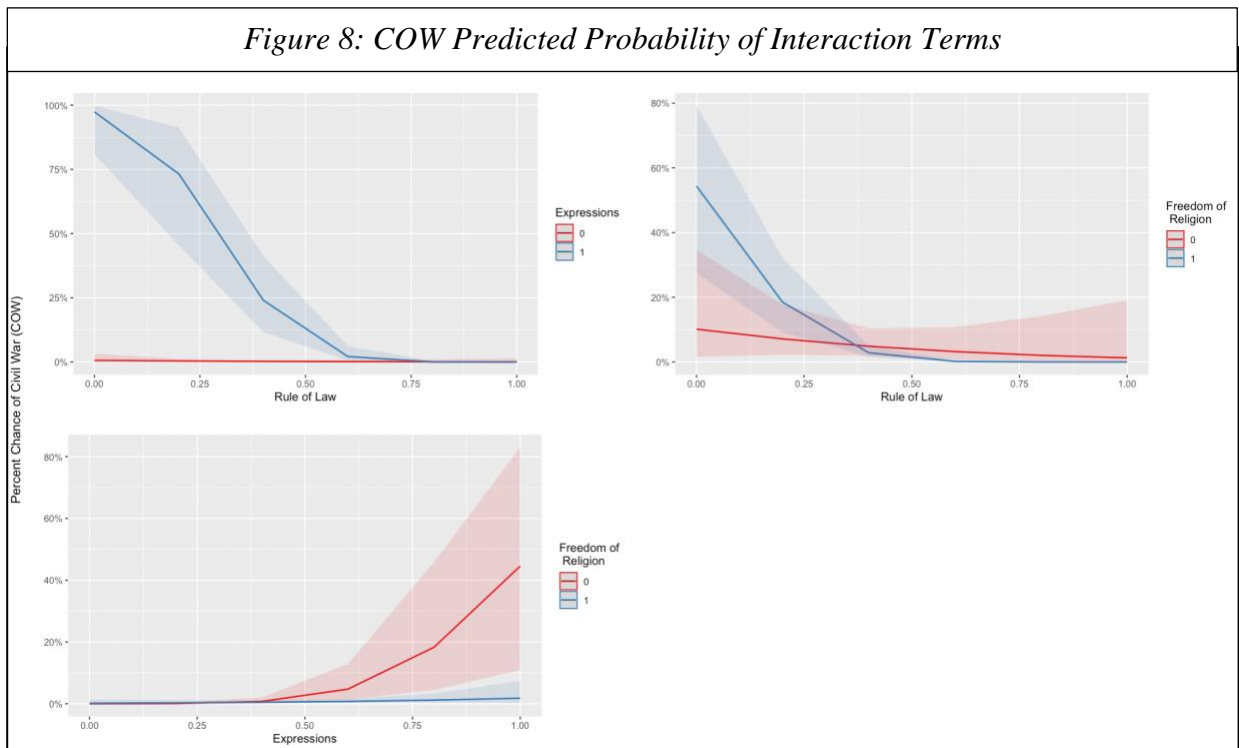 Figure 8: COW Predicted Probability of Interaction Terms
Percent Chance of Civil War (COW)
100%
75%
50%
25%
0%
0.00 0.25 0.50 0.75 1.00
Rule of Law
Expressions
0
1
80%
60%
40%
20%
0%
0.00 0.25 0.50 0.75 1.00
Rule of Law
Freedom of
Religion
0
1
80%
60%
40%
20%
0%
0.00 0.25 0.50 0.75 1.00
Expressions
Freedom of
Religion
0
1